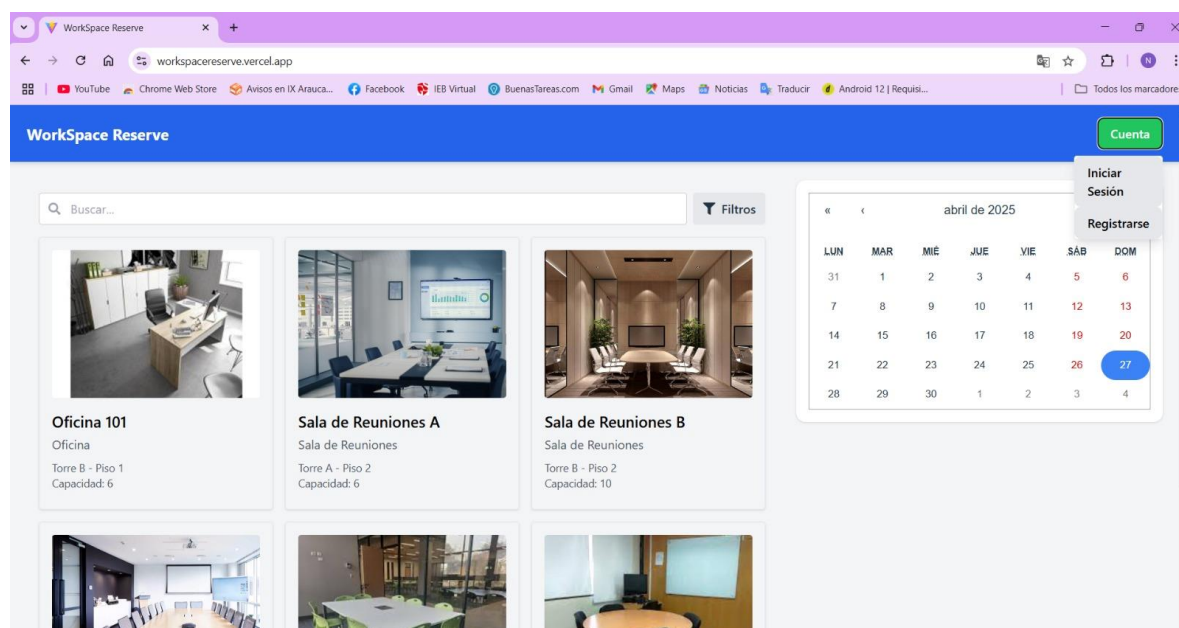 WorkSpace Reserve
workspacereserve.vercel.app
YouTube Chrome Web Store Avisos en IX Arauca... Facebook IEB Virtual BuenasTareas.com Gmail Maps Noticias Traducir Android 12 | Requisi... Todos los marcadore
N
WorkSpace Reserve
Cuenta
Iniciar
Sesión
Registrarse
Buscar...
Filtros
Oficina 101
Oficina
Torre B - Piso 1
Capacidad: 6
Sala de Reuniones A
Sala de Reuniones
Torre A - Piso 2
Capacidad: 6
Sala de Reuniones B
Sala de Reuniones
Torre B - Piso 2
Capacidad: 10
« ‹ abril de 2025
LUN MAR MIÉ JUE VIE SÁB DOM
31 1 2 3 4 5 6
7 8 9 10 11 12 13
14 15 16 17 18 19 20
21 22 23 24 25 26 27
28 29 30 1 2 3 4